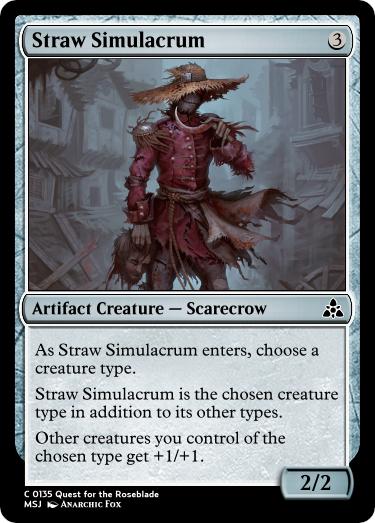 Straw Simulacrum 3
Artifact Creature — Scarecrow
As Straw Simulacrum enters, choose a
creature type.
Straw Simulacrum is the chosen creature
type in addition to its other types.
Other creatures you control of the
chosen type get +1/+1.
2/2
C 0135 Quest for the Roseblade
MSJ Anarchic Fox